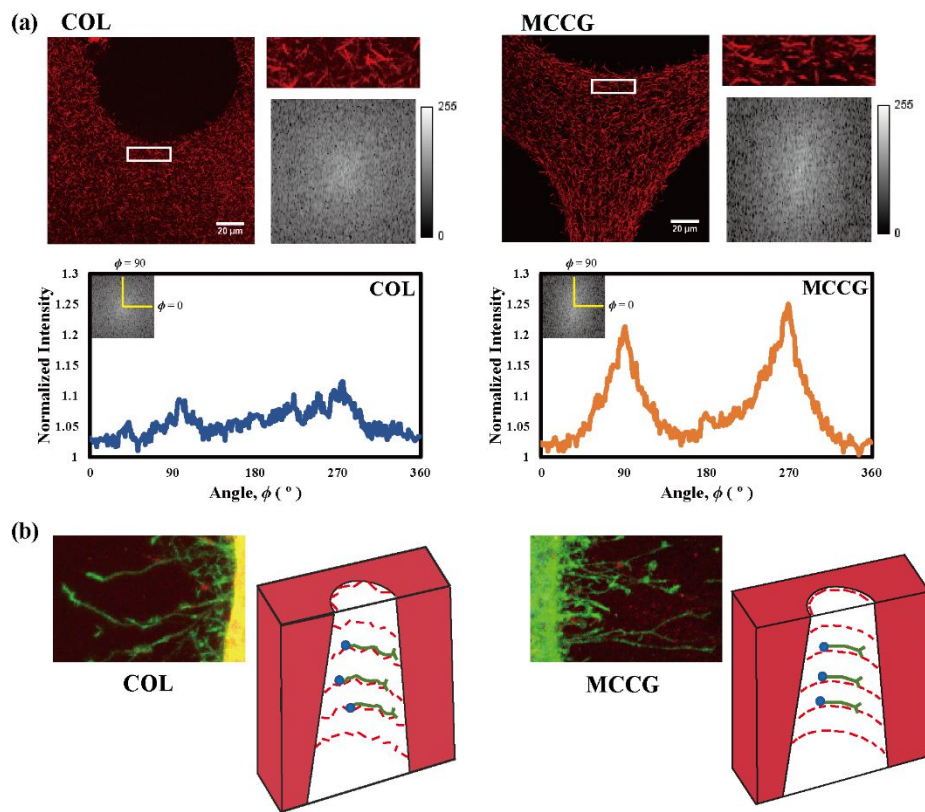 (a)
COL
MCCG
20 μm
255
0
20 μm
255
0
Normalized Intensity
1.3
1.25
1.2
1.15
1.1
1.05
1
0 90 180 270 360
Angle, ϕ ( º )
ϕ = 90
ϕ = 0
COL
Normalized Intensity
1.3
1.25
1.2
1.15
1.1
1.05
1
0 90 180 270 360
Angle, ϕ ( º )
ϕ = 90
ϕ = 0
MCCG
(b)
COL
MCCG